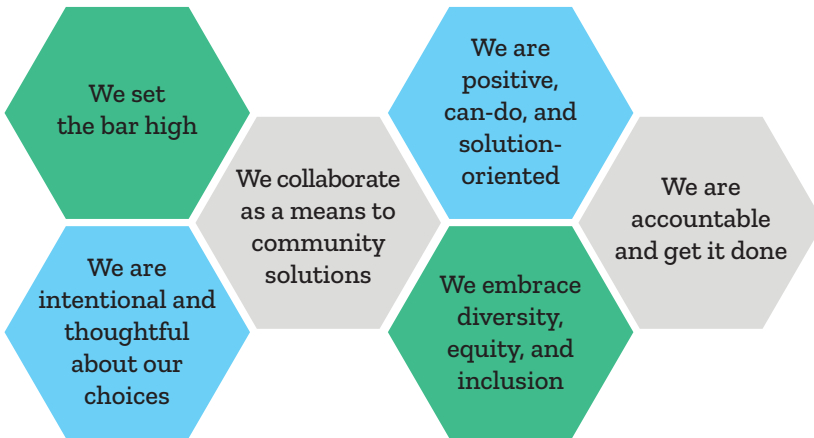 We set
the bar high
We are
intentional and
thoughtful
about our
choices
We collaborate
as a means to
community
solutions
We are
positive,
can-do, and
solution-
oriented
We embrace
diversity,
equity, and
inclusion
We are
accountable
and get it done